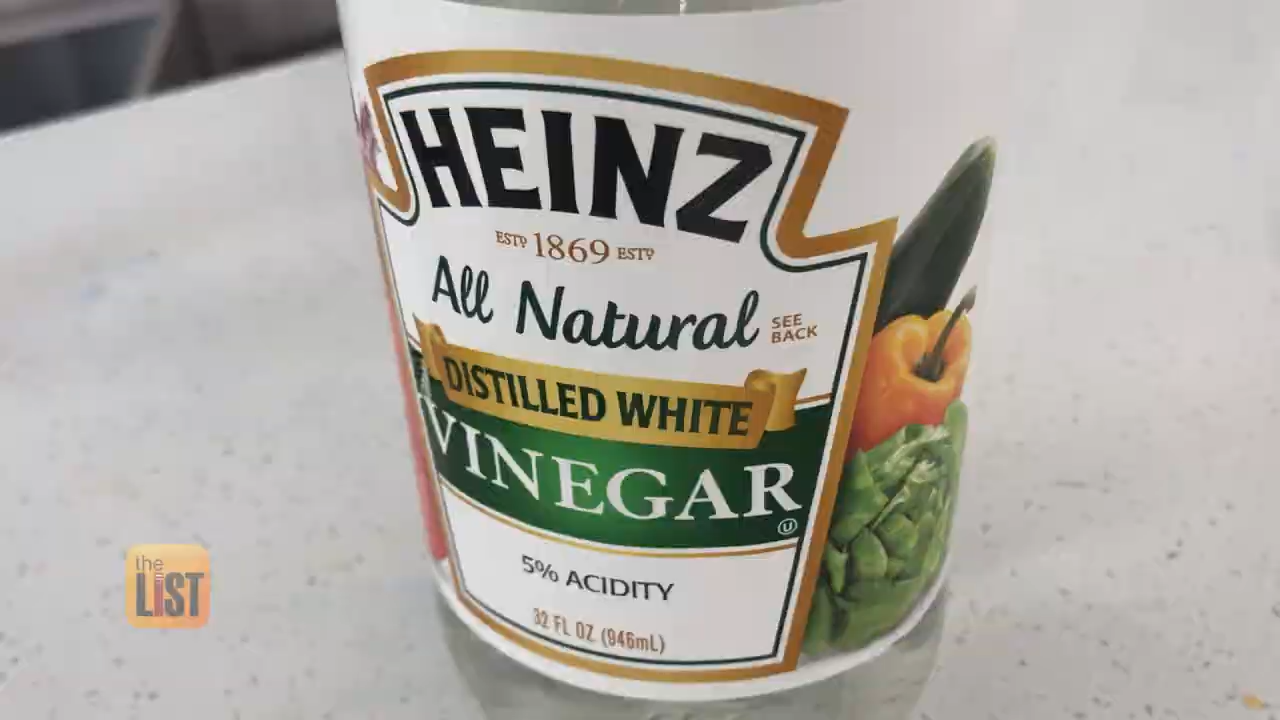 HEINZ
ESTD 1869 ESTD
All Natural
SEE
BACK
DISTILLED WHITE
VINEGAR
U
5% ACIDITY
32 FL OZ (946mL)
the
LiST